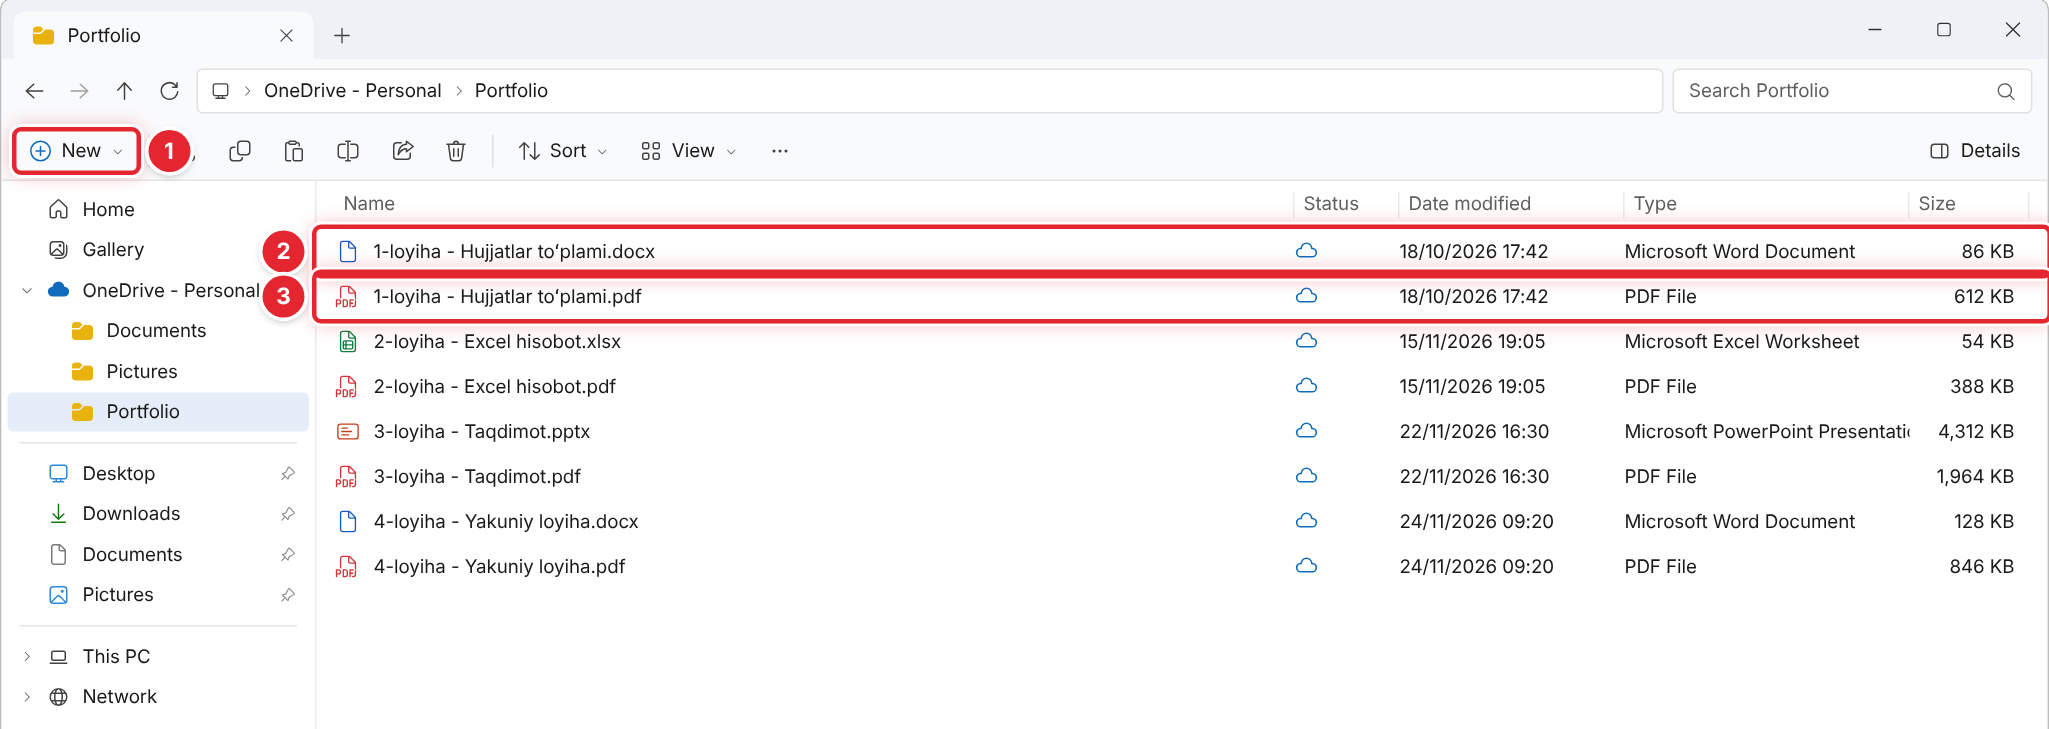 Portfolio
OneDrive - Personal > Portfolio
Search Portfolio
New
1
Sort
View
Details
Home
Gallery
OneDrive - Personal
Documents
Pictures
Portfolio
Desktop
Downloads
Documents
Pictures
This PC
Network
Name Status Date modified Type Size
2
1-loyiha - Hujjatlar toʻplami.docx 18/10/2026 17:42 Microsoft Word Document 86 KB
3
1-loyiha - Hujjatlar toʻplami.pdf 18/10/2026 17:42 PDF File 612 KB
2-loyiha - Excel hisobot.xlsx 15/11/2026 19:05 Microsoft Excel Worksheet 54 KB
2-loyiha - Excel hisobot.pdf 15/11/2026 19:05 PDF File 388 KB
3-loyiha - Taqdimot.pptx 22/11/2026 16:30 Microsoft PowerPoint Presentati 4,312 KB
3-loyiha - Taqdimot.pdf 22/11/2026 16:30 PDF File 1,964 KB
4-loyiha - Yakuniy loyiha.docx 24/11/2026 09:20 Microsoft Word Document 128 KB
4-loyiha - Yakuniy loyiha.pdf 24/11/2026 09:20 PDF File 846 KB